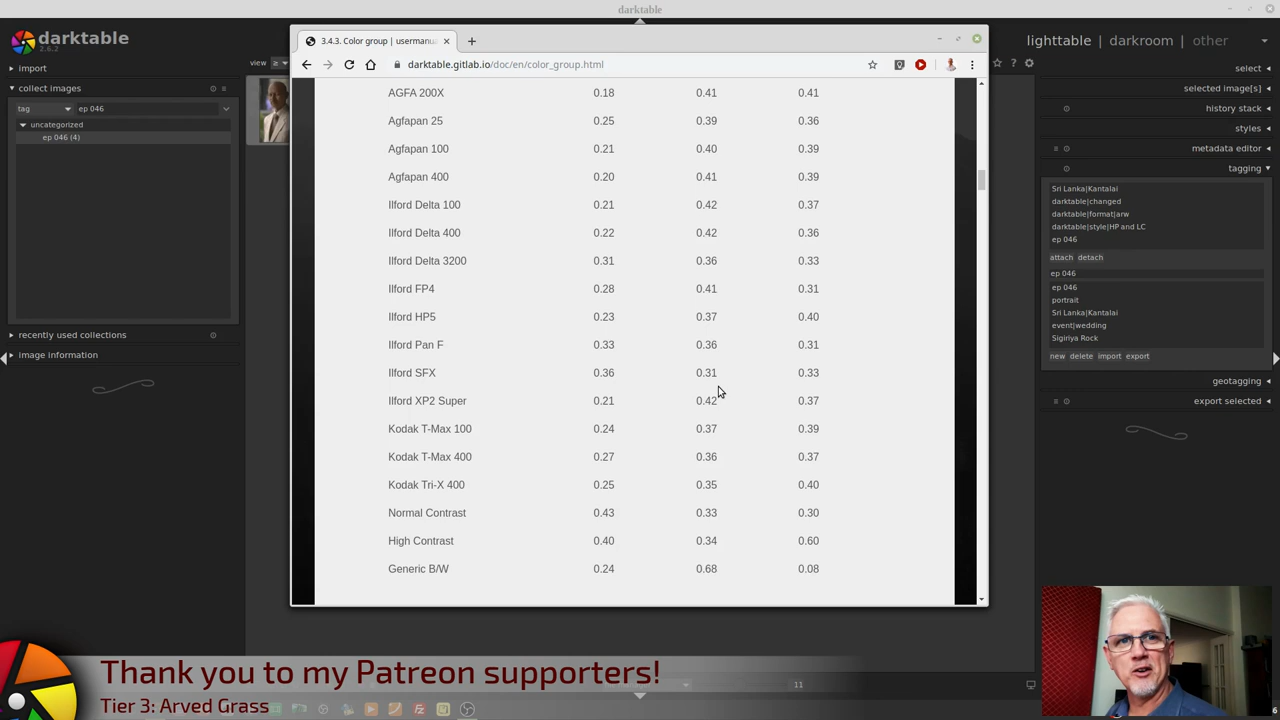 darktable
darktable
2.6.2
lighttable | darkroom | other
3.4.3. Color group | usermanua
darktable.gitlab.io/doc/en/color_group.html
import
collect images
tag
ep 046
uncategorized
ep 046 (4)
recently used collections
image information
view
AGFA 200X 0.18 0.41 0.41
Agfapan 25 0.25 0.39 0.36
Agfapan 100 0.21 0.40 0.39
Agfapan 400 0.20 0.41 0.39
Ilford Delta 100 0.21 0.42 0.37
Ilford Delta 400 0.22 0.42 0.36
Ilford Delta 3200 0.31 0.36 0.33
Ilford FP4 0.28 0.41 0.31
Ilford HP5 0.23 0.37 0.40
Ilford Pan F 0.33 0.36 0.31
Ilford SFX 0.36 0.31 0.33
Ilford XP2 Super 0.21 0.42 0.37
Kodak T-Max 100 0.24 0.37 0.39
Kodak T-Max 400 0.27 0.36 0.37
Kodak Tri-X 400 0.25 0.35 0.40
Normal Contrast 0.43 0.33 0.30
High Contrast 0.40 0.34 0.60
Generic B/W 0.24 0.68 0.08
select
selected image[s]
history stack
styles
metadata editor
tagging
Sri Lanka|Kantalai
darktable|changed
darktable|format|arw
darktable|style|HP and LC
ep 046
attach detach
ep 046
ep 046
portrait
Sri Lanka|Kantalai
event|wedding
Sigiriya Rock
new delete import export
geotagging
export selected
Thank you to my Patreon supporters!
Tier 3: Arved Grass
11